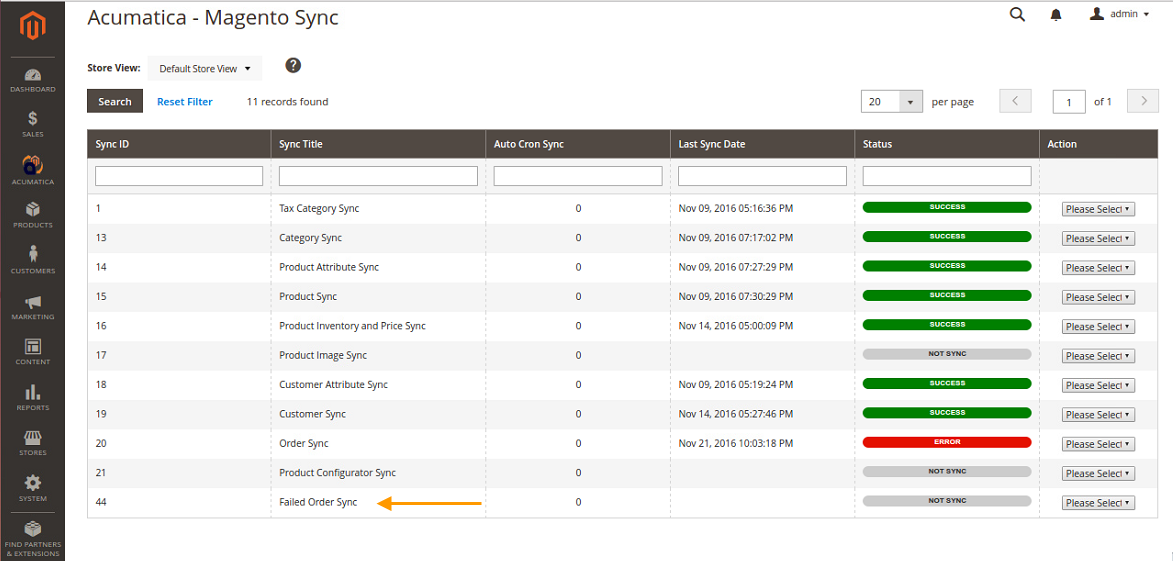 Acumatica - Magento Sync
admin
Store View: Default Store View ?
Search Reset Filter 11 records found 20 per page 1 of 1
DASHBOARD
SALES
ACUMATICA
PRODUCTS
CUSTOMERS
MARKETING
CONTENT
REPORTS
STORES
SYSTEM
FIND PARTNERS
& EXTENSIONS
Sync ID Sync Title Auto Cron Sync Last Sync Date Status Action
1 Tax Category Sync 0 Nov 09, 2016 05:16:36 PM SUCCESS Please Select
13 Category Sync 0 Nov 09, 2016 07:17:02 PM SUCCESS Please Select
14 Product Attribute Sync 0 Nov 09, 2016 07:27:29 PM SUCCESS Please Select
15 Product Sync 0 Nov 09, 2016 07:30:29 PM SUCCESS Please Select
16 Product Inventory and Price Sync 0 Nov 14, 2016 05:00:09 PM SUCCESS Please Select
17 Product Image Sync 0 NOT SYNC Please Select
18 Customer Attribute Sync 0 Nov 09, 2016 05:19:24 PM SUCCESS Please Select
19 Customer Sync 0 Nov 14, 2016 05:27:46 PM SUCCESS Please Select
20 Order Sync 0 Nov 21, 2016 10:03:18 PM ERROR Please Select
21 Product Configurator Sync 0 NOT SYNC Please Select
44 Failed Order Sync 0 NOT SYNC Please Select